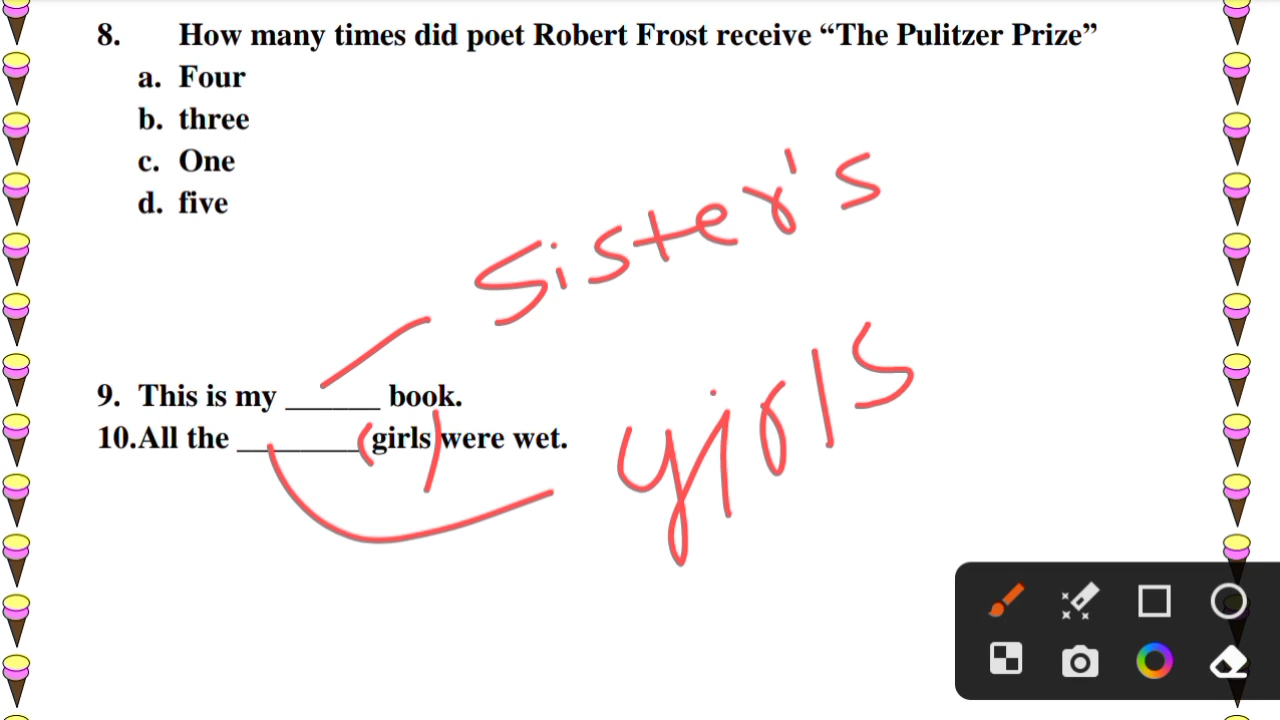 8. How many times did poet Robert Frost receive “The Pulitzer Prize”
a. Four
b. three
c. One
d. five
sister's
9. This is my ______ book.
10.All the ________(girls)were wet.
girls